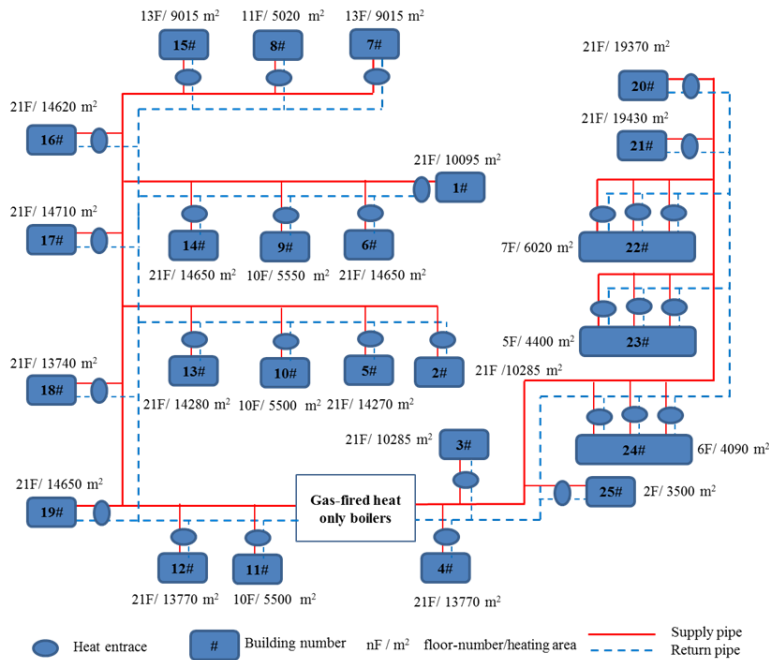 13F/ 9015 m²
11F/ 5020 m²
13F/ 9015 m²
15#
8#
7#
21F/ 19370 m²
20#
21F/ 14620 m²
16#
21F/ 19430 m²
21#
21F/ 10095 m²
1#
21F/ 14710 m²
17#
14#
9#
6#
21F/ 14650 m²
10F/ 5550 m²
21F/ 14650 m²
7F/ 6020 m²
22#
5F/ 4400 m²
23#
21F/ 13740 m²
18#
13#
10#
5#
2#
21F /10285 m²
21F/ 14280 m²
10F/ 5500 m²
21F/ 14270 m²
21F/ 10285 m²
3#
24#
6F/ 4090 m²
21F/ 14650 m²
19#
Gas-fired heat
only boilers
25#
2F/ 3500 m²
12#
11#
4#
21F/ 13770 m²
10F/ 5500 m²
21F/ 13770 m²
Heat entrace
#
Building number
nF / m²
floor-number/heating area
Supply pipe
Return pipe